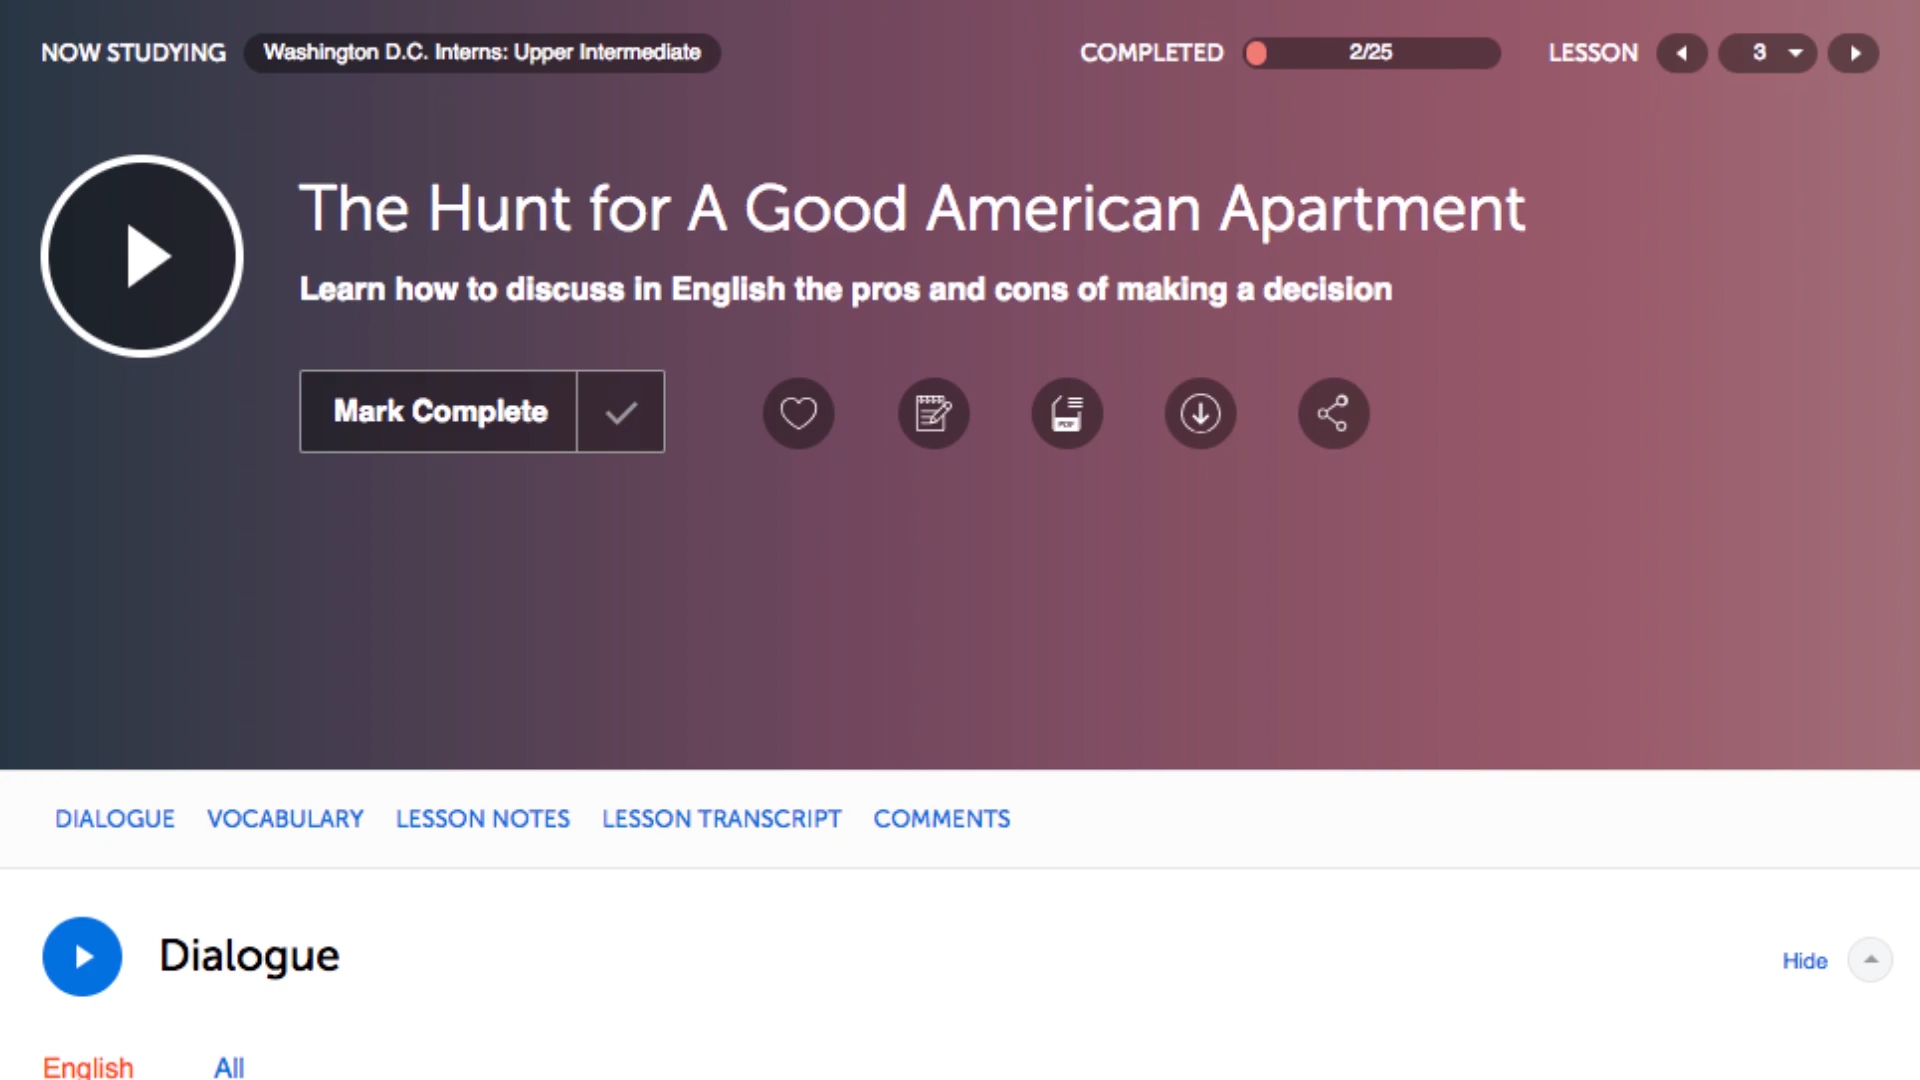 NOW STUDYING Washington D.C. Interns: Upper Intermediate COMPLETED 2/25 LESSON 3
The Hunt for A Good American Apartment
Learn how to discuss in English the pros and cons of making a decision
Mark Complete
PDF
DIALOGUE VOCABULARY LESSON NOTES LESSON TRANSCRIPT COMMENTS
Dialogue Hide
English All